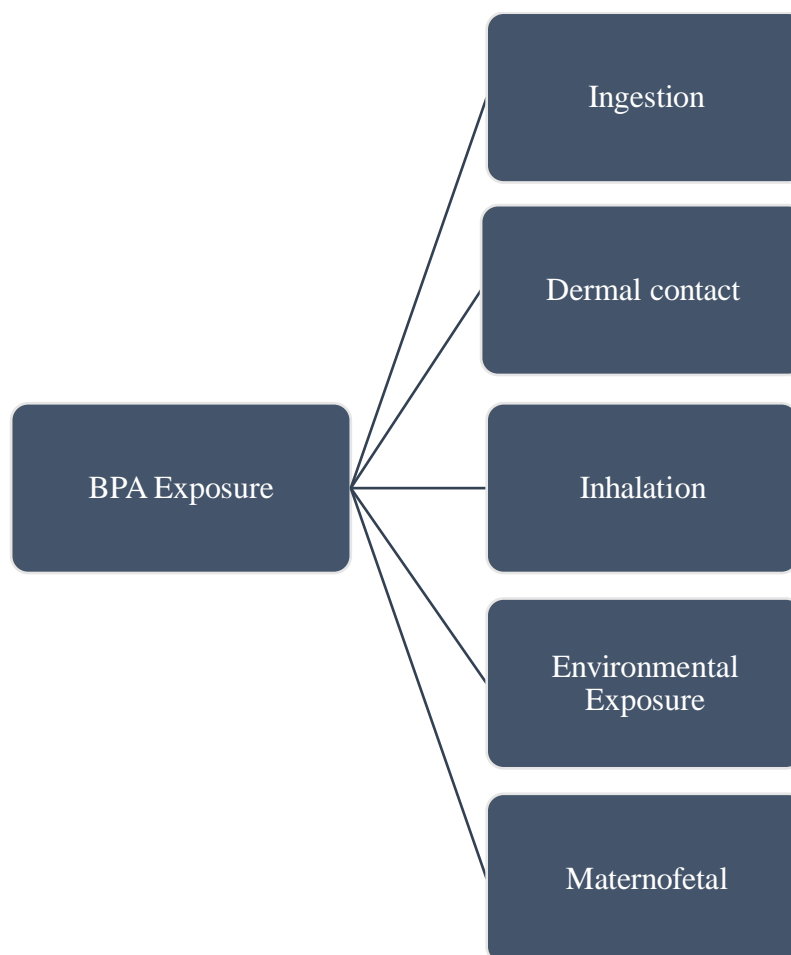 Ingestion
Dermal contact
BPA Exposure
Inhalation
Environmental
Exposure
Maternofetal